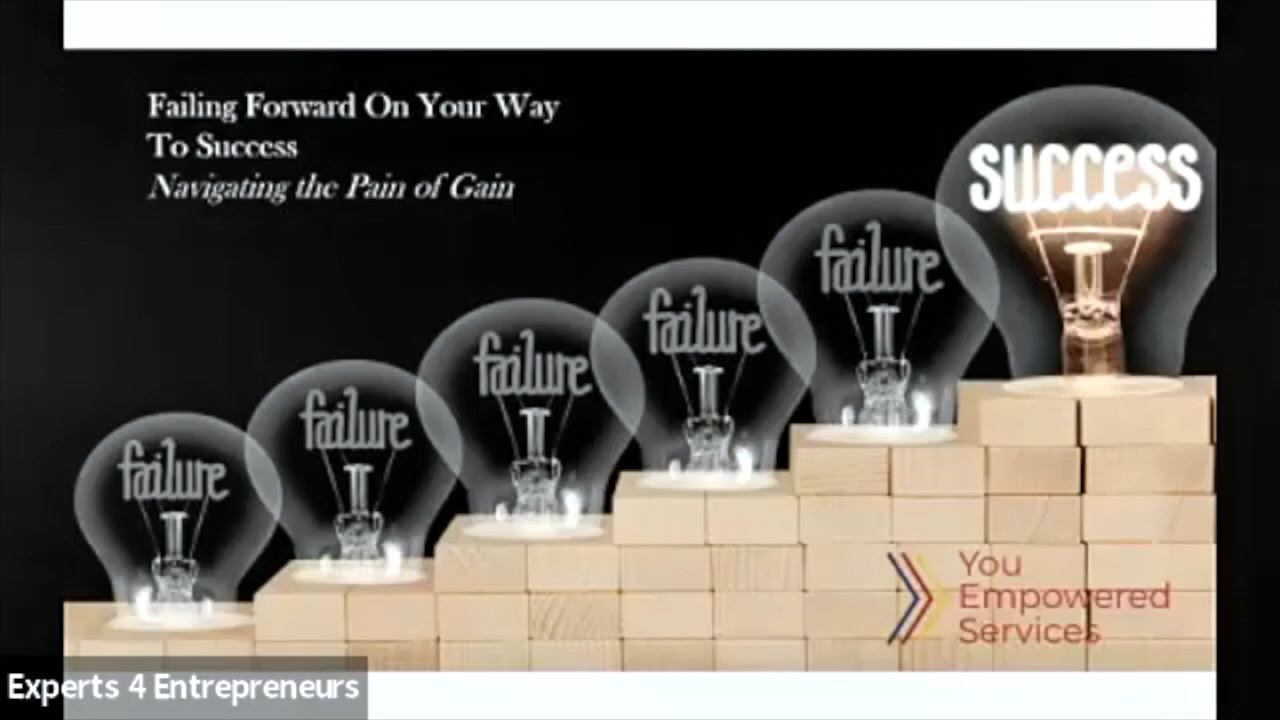 Failing Forward On Your Way
To Success
Navigating the Pain of Gain
success
failure
failure
failure
failure
failure
You
Empowered
Services
Experts 4 Entrepreneurs